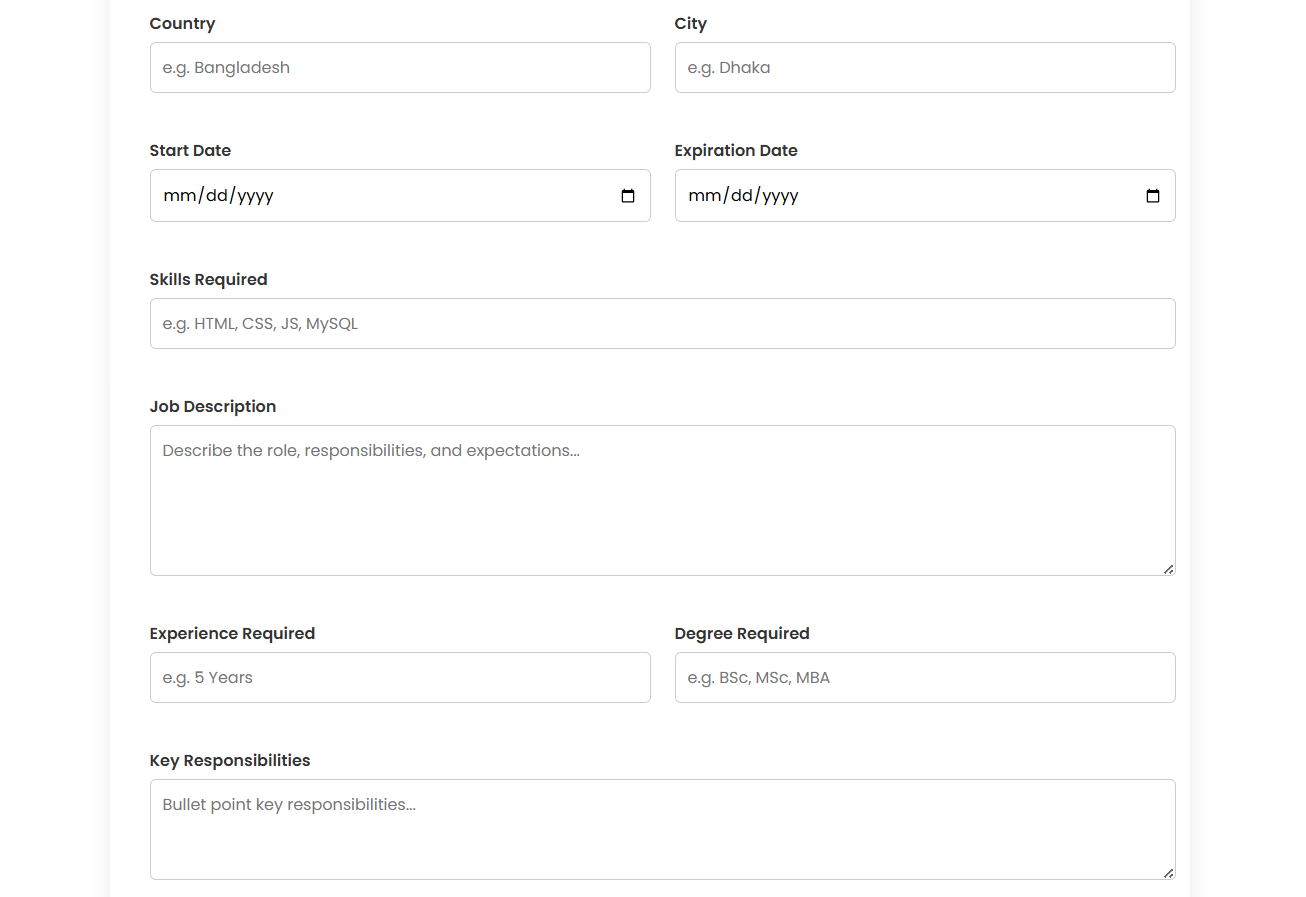 Country City
e.g. Bangladesh e.g. Dhaka
Start Date Expiration Date
mm/dd/yyyy mm/dd/yyyy
Skills Required
e.g. HTML, CSS, JS, MySQL
Job Description
Describe the role, responsibilities, and expectations...
Experience Required Degree Required
e.g. 5 Years e.g. BSc, MSc, MBA
Key Responsibilities
Bullet point key responsibilities...